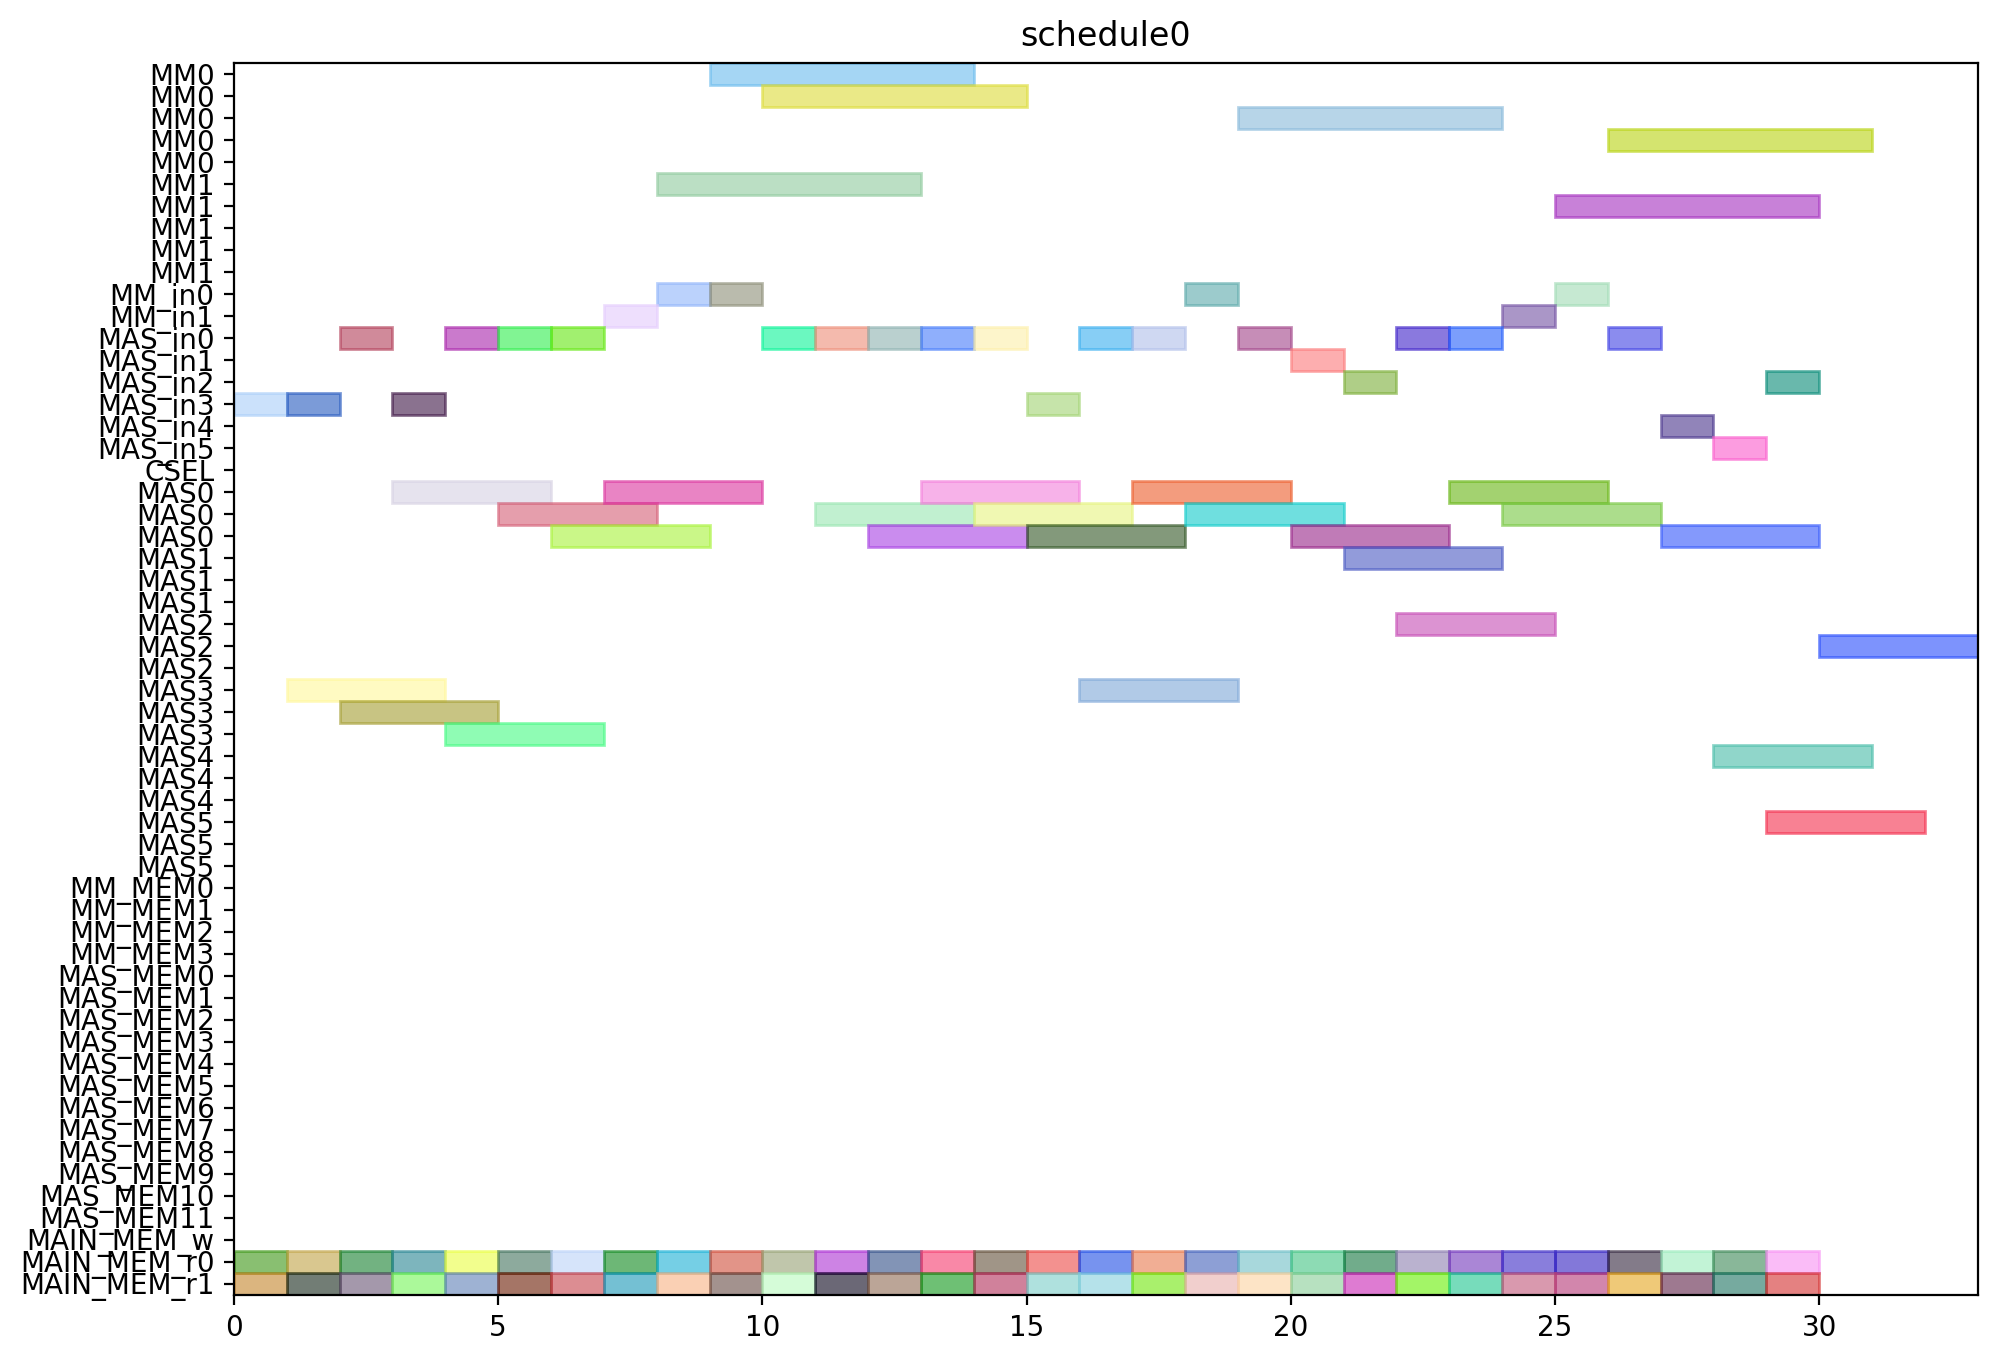 schedule0
MM0
MM0
MM0
MM0
MM0
MM1
MM1
MM1
MM1
MM1
MM_in0
MM_in1
MAS_in0
MAS_in1
MAS_in2
MAS_in3
MAS_in4
MAS_in5
CSEL
MAS0
MAS0
MAS0
MAS1
MAS1
MAS1
MAS2
MAS2
MAS2
MAS3
MAS3
MAS3
MAS4
MAS4
MAS4
MAS5
MAS5
MAS5
MM_MEM0
MM_MEM1
MM_MEM2
MM_MEM3
MAS_MEM0
MAS_MEM1
MAS_MEM2
MAS_MEM3
MAS_MEM4
MAS_MEM5
MAS_MEM6
MAS_MEM7
MAS_MEM8
MAS_MEM9
MAS_MEM10
MAS_MEM11
MAIN_MEM_w
MAIN_MEM_r0
MAIN_MEM_r1
0 5 10 15 20 25 30